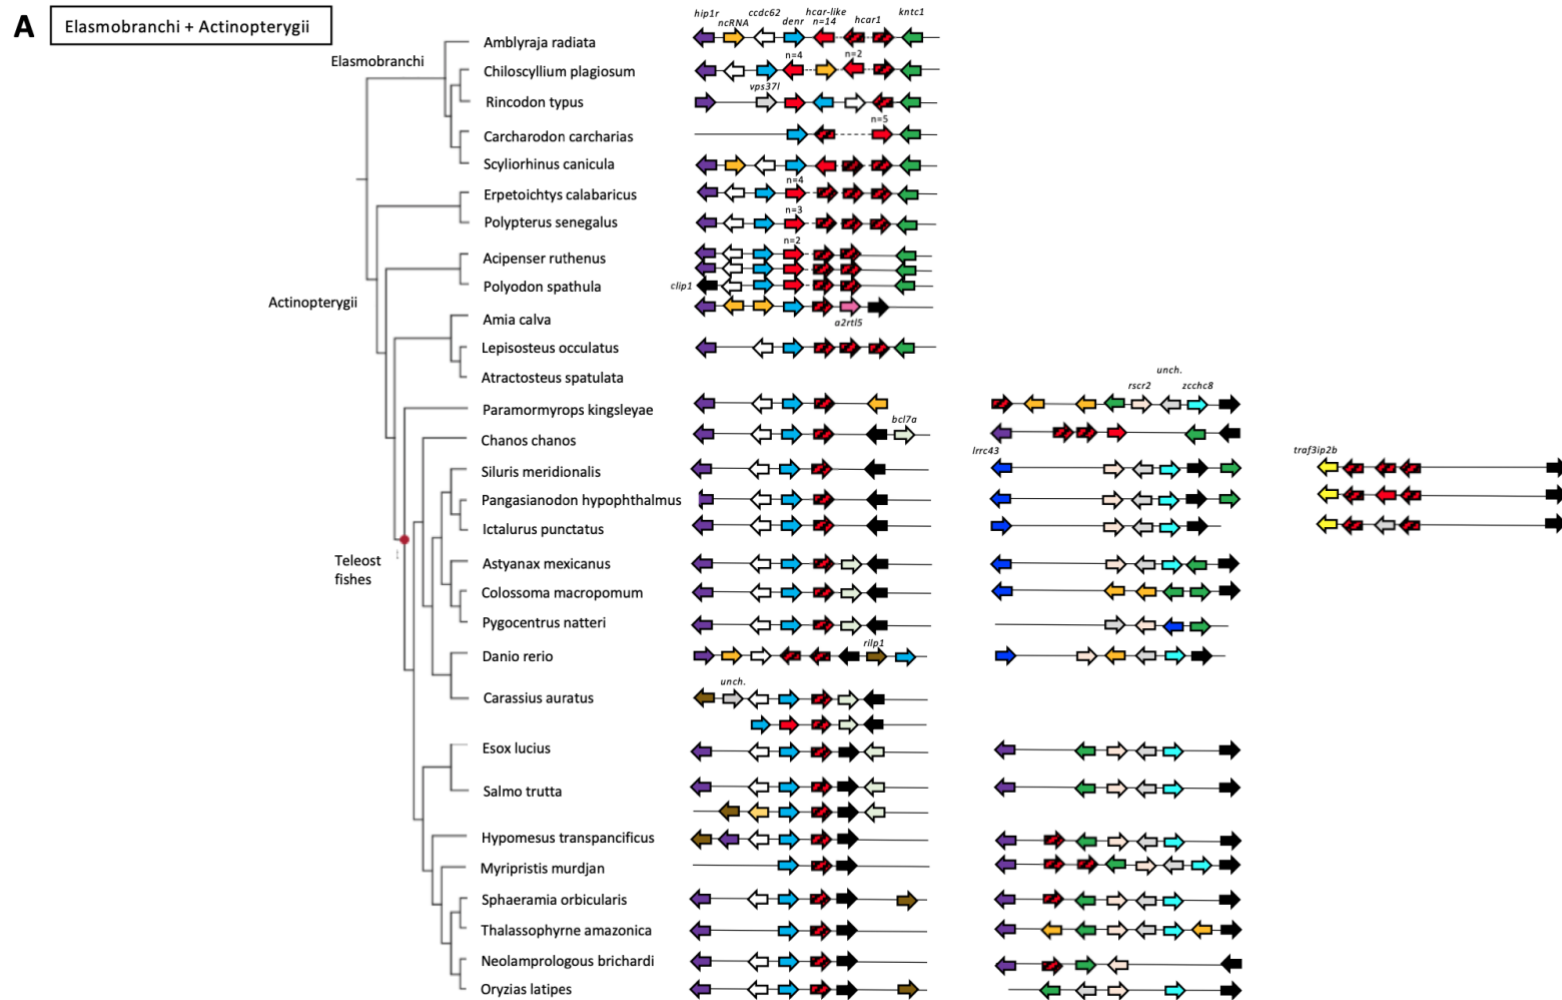 A
Elasmobranchi + Actinopterygii
hip1r
ncRNA
ccdc62
denr
hcar-like
n=14
hcar1
kntc1
Elasmobranchi
Amblyraja radiata
n=4
n=2
Chiloscyllium plagiosum
vps37l
Rincodon typus
n=5
Carcharodon carcharias
Scyliorhinus canicula
n=4
Erpetoichtys calabaricus
n=3
Polypterus senegalus
n=2
Acipenser ruthenus
Polyodon spathula
clip1
Actinopterygii
Amia calva
a2rtl5
Lepisosteus occulatus
Atractosteus spatulata
unch.
rscr2
zcchc8
Paramormyrops kingsleyae
bcl7a
Chanos chanos
lrrc43
traf3ip2b
Siluris meridionalis
Pangasianodon hypophthalmus
Ictalurus punctatus
Teleost
fishes
Astyanax mexicanus
Colossoma macropomum
Pygocentrus natteri
rilp1
Danio rerio
unch.
Carassius auratus
Esox lucius
Salmo trutta
Hypomesus transpancificus
Myripristis murdjan
Sphaeramia orbicularis
Thalassophyrne amazonica
Neolamprologous brichardi
Oryzias latipes